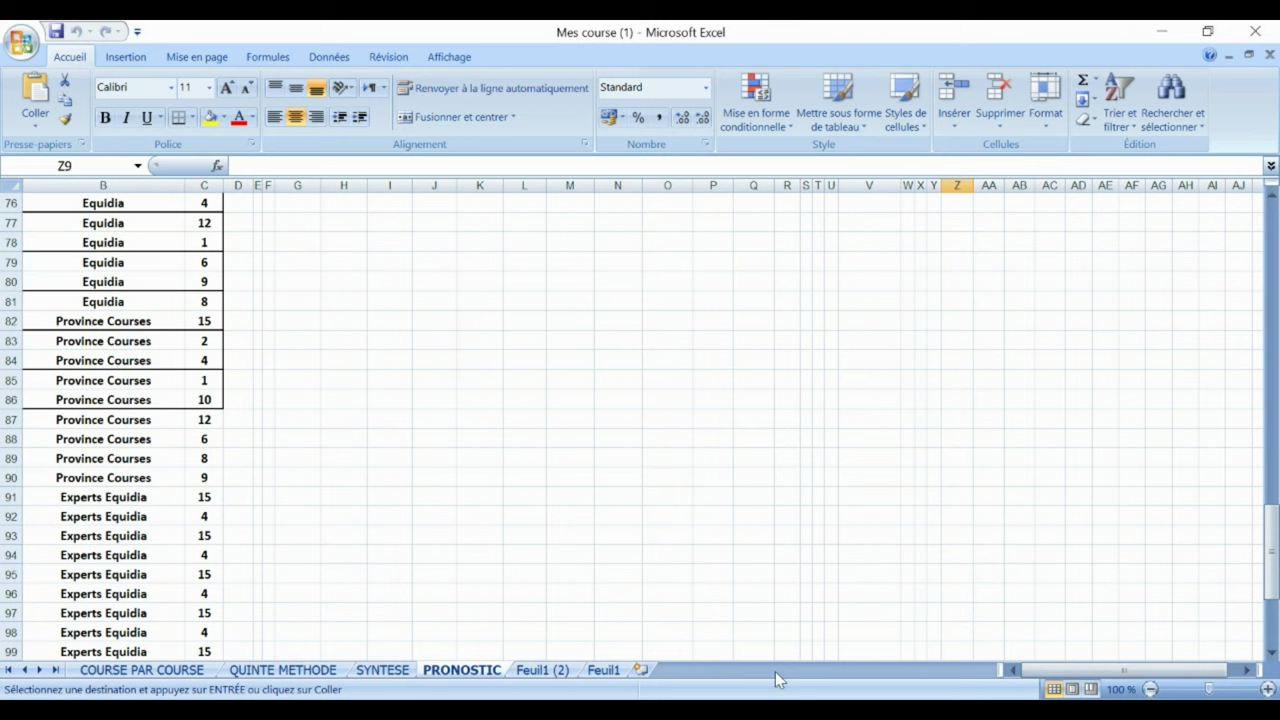 Mes course (1) - Microsoft Excel
Accueil Insertion Mise en page Formules Données Révision Affichage
Coller
Presse-papiers
Calibri 11
Police
Renvoyer à la ligne automatiquement
Fusionner et centrer
Alignement
Standard
Nombre
Mise en forme conditionnelle
Mettre sous forme de tableau
Styles de cellules
Style
Insérer Supprimer Format
Cellules
Trier et filtrer
Rechercher et sélectionner
Édition
Z9
B C D E F G H I J K L M N O P Q R S T U V W X Y Z AA AB AC AD AE AF AG AH AI AJ
76 Equidia 4
77 Equidia 12
78 Equidia 1
79 Equidia 6
80 Equidia 9
81 Equidia 8
82 Province Courses 15
83 Province Courses 2
84 Province Courses 4
85 Province Courses 1
86 Province Courses 10
87 Province Courses 12
88 Province Courses 6
89 Province Courses 8
90 Province Courses 9
91 Experts Equidia 15
92 Experts Equidia 4
93 Experts Equidia 15
94 Experts Equidia 4
95 Experts Equidia 15
96 Experts Equidia 4
97 Experts Equidia 15
98 Experts Equidia 4
99 Experts Equidia 15
COURSE PAR COURSE QUINTE METHODE SYNTESE PRONOSTIC Feuil1 (2) Feuil1
Sélectionnez une destination et appuyez sur ENTRÉE ou cliquez sur Coller
100 %